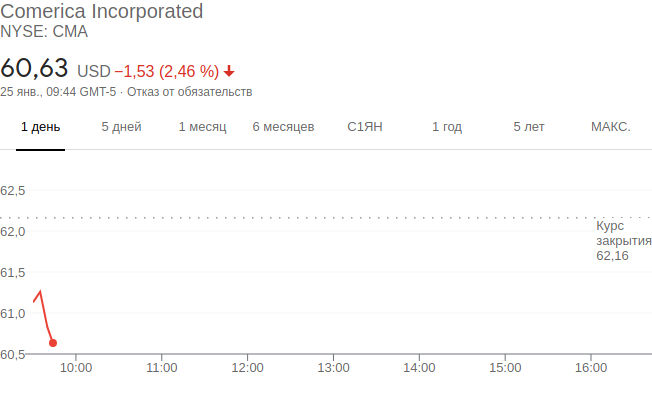 Comerica Incorporated
NYSE: CMA
60,63 USD −1,53 (2,46 %)
25 янв., 09:44 GMT-5 · Отказ от обязательств
1 день 5 дней 1 месяц 6 месяцев С1ЯН 1 год 5 лет МАКС.
62,5
Курс
62,0
закрытия
62,16
61,5
61,0
60,5
10:00 11:00 12:00 13:00 14:00 15:00 16:00